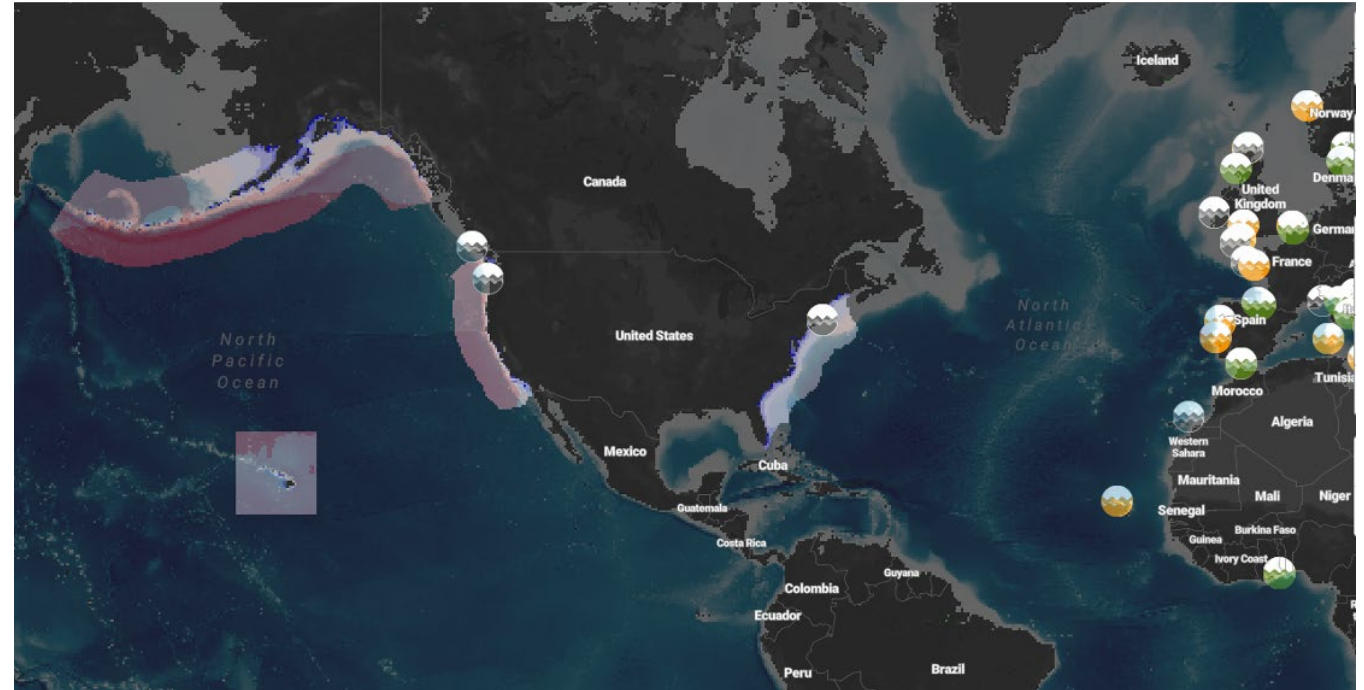 Iceland
Norway
Canada
Denma
United
Kingdom
Germa
France
North
Pacific
Ocean
United States
North
Atlantic
Ocean
Spain
Ita
Morocco
Tunisia
Algeria
Mexico
Western
Sahara
Cuba
Mauritania
Mali
Niger
Guatemala
Senegal
Burkina Faso
Costa Rica
Guinea
Ivory Coast
Guyana
Colombia
Ecuador
Peru
Brazil